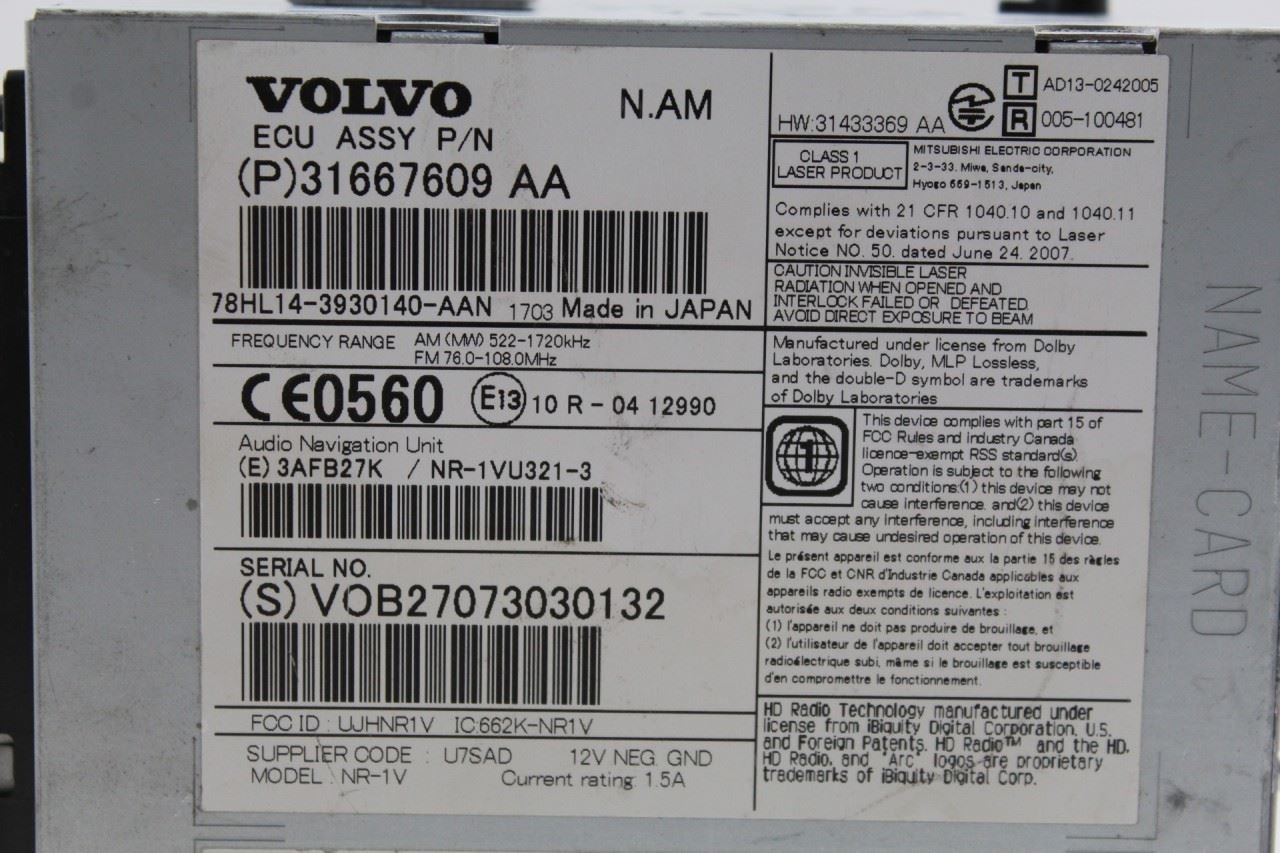 VOLVO
N.AM
ECU ASSY P/N
(P)31667609 AA
78HL14-3930140-AAN 1703 Made in JAPAN
FREQUENCY RANGE AM (MW) 522-1720kHz
FM 76.0-108.0MHz
CE0560 E13 10 R - 04 12990
Audio Navigation Unit
(E) 3AFB27K / NR-1VU321-3
SERIAL NO.
(S) VOB27073030132
FCC ID : UJHNR1V IC:662K-NR1V
SUPPLIER CODE : U7SAD 12V NEG. GND
MODEL : NR-1V Current rating: 1.5A
T AD13-0242005
HW:31433369 AA R 005-100481
CLASS 1
LASER PRODUCT
MITSUBISHI ELECTRIC CORPORATION
2-3-33. Miwa, Sanda-city,
Hyogo 669-1513, Japan
Complies with 21 CFR 1040.10 and 1040.11
except for deviations pursuant to Laser
Notice NO. 50. dated June 24. 2007.
CAUTION INVISIBLE LASER
RADIATION WHEN OPENED AND
INTERLOCK FAILED OR DEFEATED.
AVOID DIRECT EXPOSURE TO BEAM
Manufactured under license from Dolby
Laboratories. Dolby, MLP Lossless,
and the double-D symbol are trademarks
of Dolby Laboratories
1
This device complies with part 15 of
FCC Rules and Industry Canada
licence-exempt RSS standard(s)
Operation is subject to the following
two conditions:(1) this device may not
cause interference. and(2) this device
must accept any interference, including interference
that may cause undesired operation of this device.
Le présent appareil est conforme aux la partie 15 des règles
de la FCC et CNR d'Industrie Canada applicables aux
appareils radio exempts de licence. L'exploitation est
autorisée aux deux conditions suivantes :
(1) l'appareil ne doit pas produire de brouillage, et
(2) l'utilisateur de l'appareil doit accepter tout brouillage
radioélectrique subi, même si le brouillage est susceptible
d'en compromettre le fonctionnement.
HD Radio Technology manufactured under
license from iBiquity Digital Corporation, U.S.
and Foreign Patents. HD Radio™ and the HD.
HD Radio. and "Arc" logos are proprietary
trademarks of iBiquity Digital Corp.
NAME-CARD